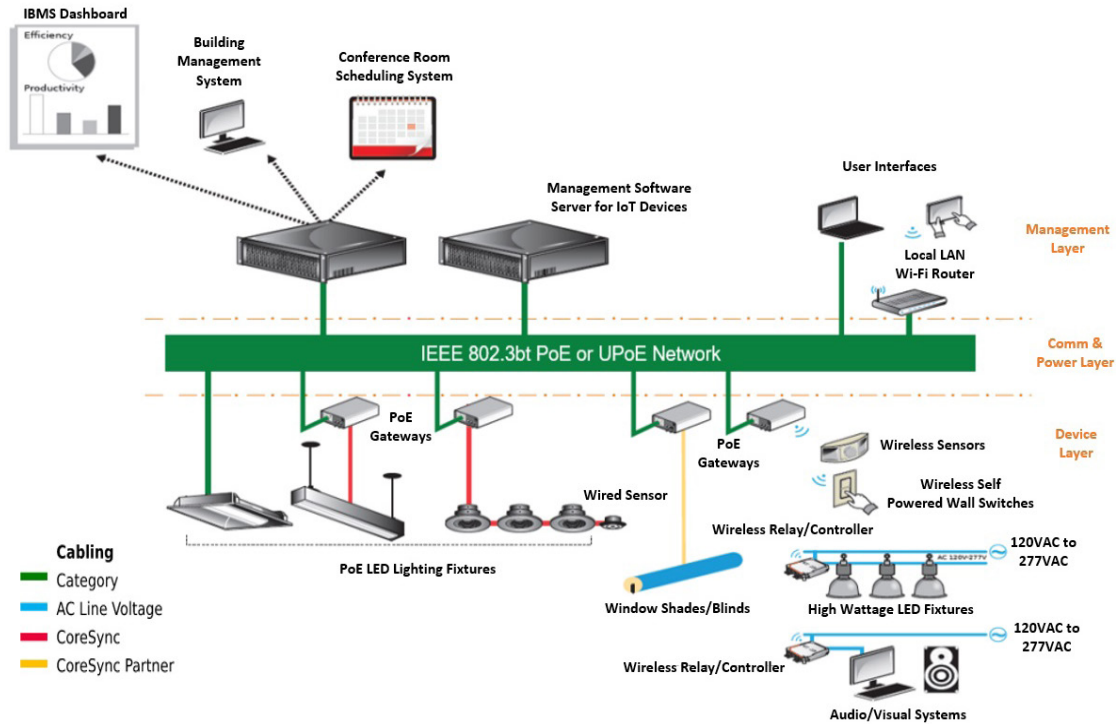 IBMS Dashboard
Efficiency
Productivity
Building
Management
System
Conference Room
Scheduling System
Management Software
Server for IoT Devices
User Interfaces
Local LAN
Wi-Fi Router
Management
Layer
IEEE 802.3bt PoE or UPoE Network
Comm &
Power Layer
PoE
Gateways
PoE
Gateways
Device
Layer
Wireless Sensors
Wireless Self
Powered Wall Switches
Wired Sensor
PoE LED Lighting Fixtures
Window Shades/Blinds
Wireless Relay/Controller
AC 120V-277V
120VAC to
277VAC
High Wattage LED Fixtures
Wireless Relay/Controller
120VAC to
277VAC
Audio/Visual Systems
Cabling
Category
AC Line Voltage
CoreSync
CoreSync Partner